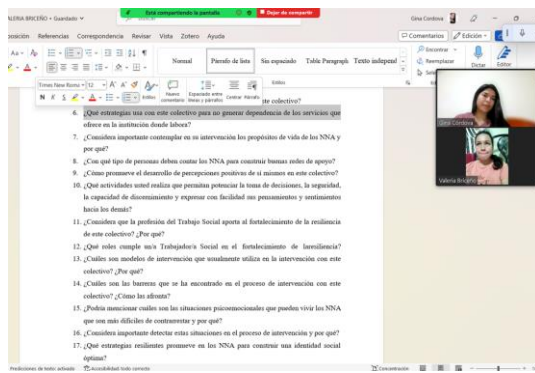 ALERIA BRICEÑO • Guardado
Está compartiendo la pantalla
Dejar de compartir
Gina Cordova
posición Referencias Correspondencia Revisar Vista Zotero Ayuda
Comentarios Edición
Normal Párrafo de lista Sin espaciado Table Paragraph Texto independi
Encontrar
Reemplazar
Dictar Editor
Times New Roma 12
N K S
Estilos
Nuevo comentario
Espaciado entre líneas y párrafos
Centrar Párrafo
Estilos
ste colectivo?
6. ¿Qué estrategias usa con este colectivo para no generar dependencia de los servicios que
ofrece en la institución donde labora?
7. ¿Considera importante contemplar en su intervención los propósitos de vida de los NNA y
por qué?
8. ¿Con qué tipo de personas deben contar los NNA para construir buenas redes de apoyo?
9. ¿Cómo promueve el desarrollo de percepciones positivas de sí mismos en este colectivo?
10. ¿Qué actividades usted realiza que permitan potenciar la toma de decisiones, la seguridad,
la capacidad de discernimiento y expresar con facilidad sus pensamientos y sentimientos
hacia los demás?
11. ¿Considera que la profesión del Trabajo Social aporta al fortalecimiento de la resiliencia
de este colectivo? ¿Por qué?
12. ¿Qué roles cumple un/a Trabajador/a Social en el fortalecimiento de laresiliencia?
13. ¿Cuáles son modelos de intervención que usualmente utiliza en la intervención con este
colectivo? ¿Por qué?
14. ¿Cuáles son las barreras que se ha encontrado en el proceso de intervención con este
colectivo? ¿Cómo las afronta?
15. ¿Podría mencionar cuáles son las situaciones psicoemocionales que pueden vivir los NNA
que son más difíciles de contrarrestar y por qué?
16. ¿Considera importante detectar estas situaciones en el proceso de intervención y por qué?
17. ¿Qué estrategias resilientes promueve en los NNA para construir una identidad social
óptima?
Gina Córdova
Valeria Briceño
Predicciones de texto: activado
Accesibilidad: todo correcto
Concentración